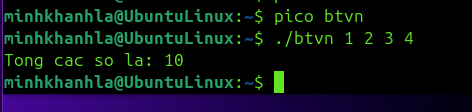 minhkhanhla@UbuntuLinux:~$ pico btvn
minhkhanhla@UbuntuLinux:~$ ./btvn 1 2 3 4
Tong cac so la: 10
minhkhanhla@UbuntuLinux:~$